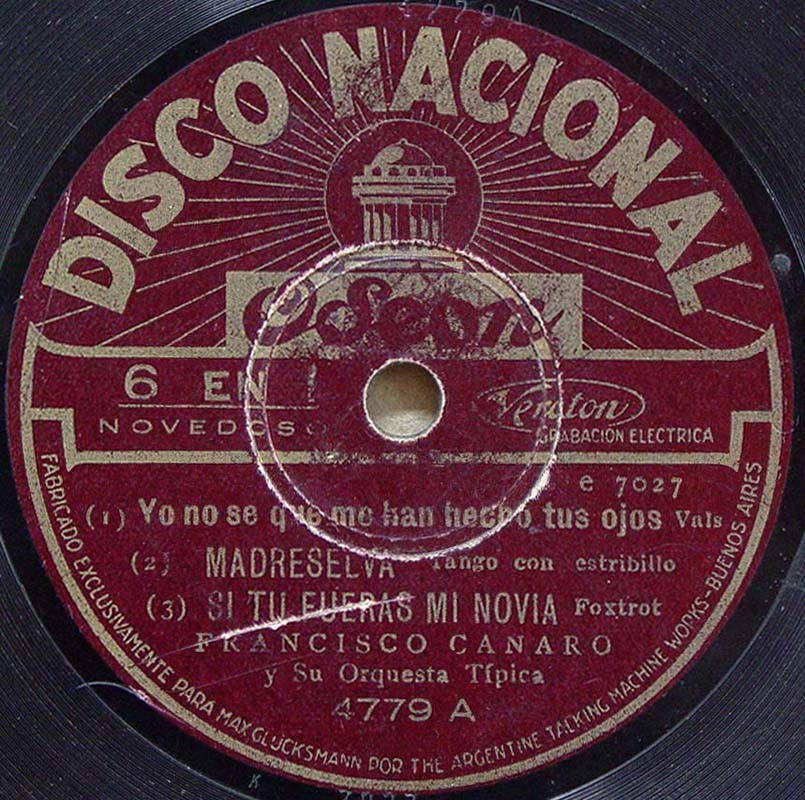 DISCO NACIONAL
Odeon
6 EN 1
NOVEDOSO
Veroton
GRABACIÓN ELECTRICA
e 7027
(1) Yo no se que me han hecho tus ojos Vals
(2) MADRESELVA Tango con estribillo
(3) SI TU FUERAS MI NOVIA Foxtrot
FRANCISCO CANARO
y Su Orquesta Típica
4779 A
FABRICADO EXCLUSIVAMENTE PARA MAX GLÜCKSMANN POR THE ARGENTINE TALKING MACHINE WORKS-BUENOS AIRES